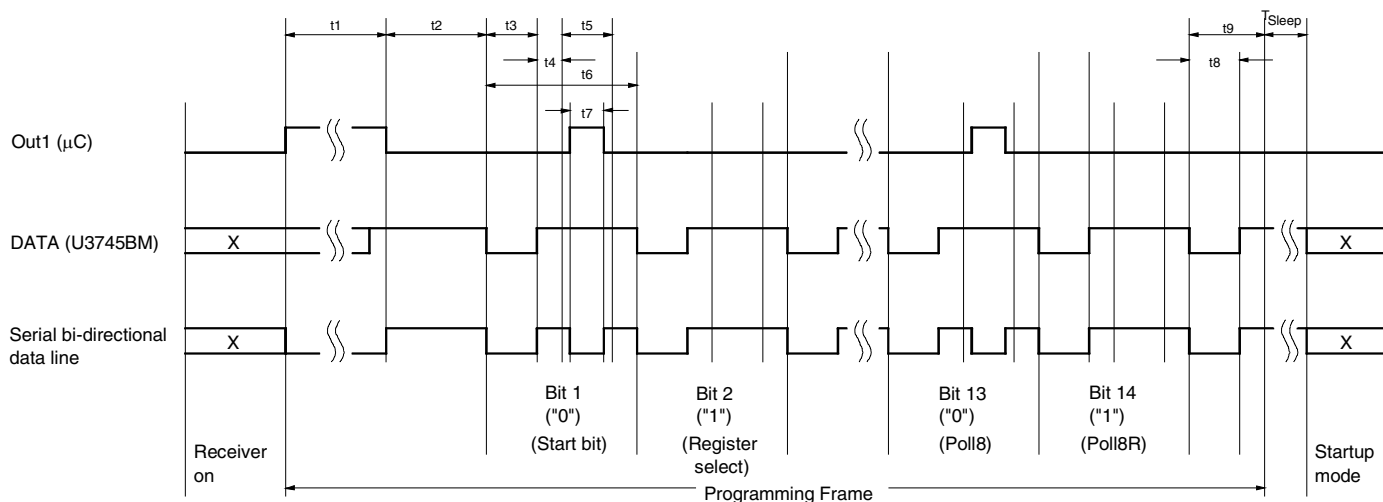 t1
t2
t3
t5
t9
TSleep
t4
t8
t6
t7
Out1 (μC)
DATA (U3745BM)
X
X
Serial bi-directional
data line
X
X
Bit 1
("0")
(Start bit)
Bit 2
("1")
(Register
select)
Bit 13
("0")
(Poll8)
Bit 14
("1")
(Poll8R)
Receiver
on
Startup
mode
Programming Frame